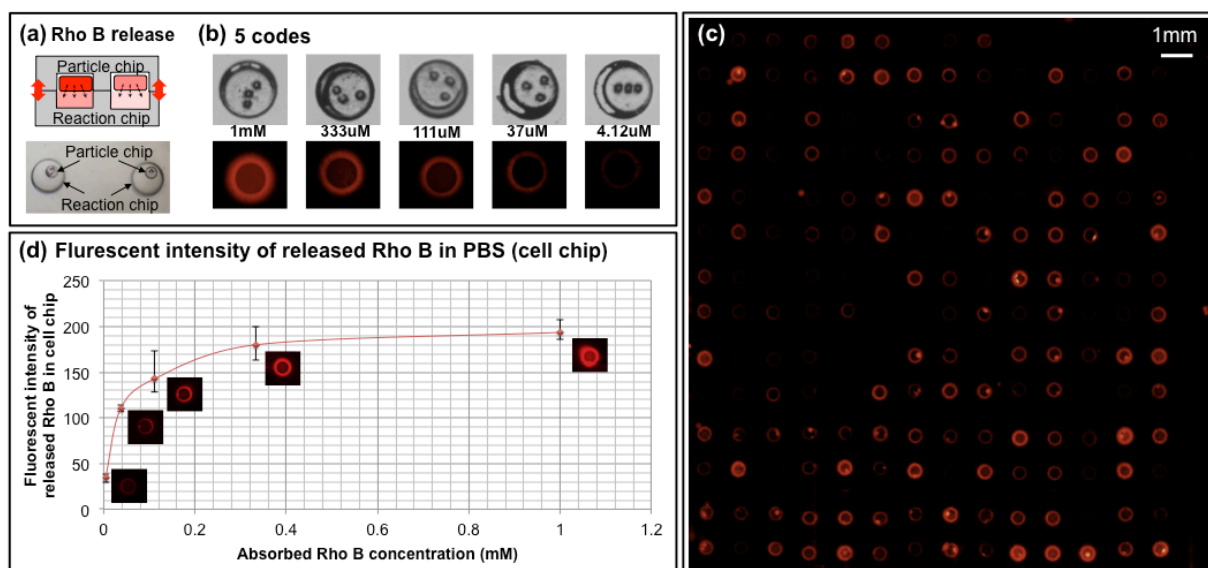 (a) Rho B release
Particle chip
Reaction chip
Particle chip
Reaction chip
(b) 5 codes
1mM 333uM 111uM 37uM 4.12uM
(c)
1mm
(d) Flurescent intensity of released Rho B in PBS (cell chip)
Fluorescent intensity of
released Rho B in cell chip
250
200
150
100
50
0
0 0.2 0.4 0.6 0.8 1 1.2
Absorbed Rho B concentration (mM)